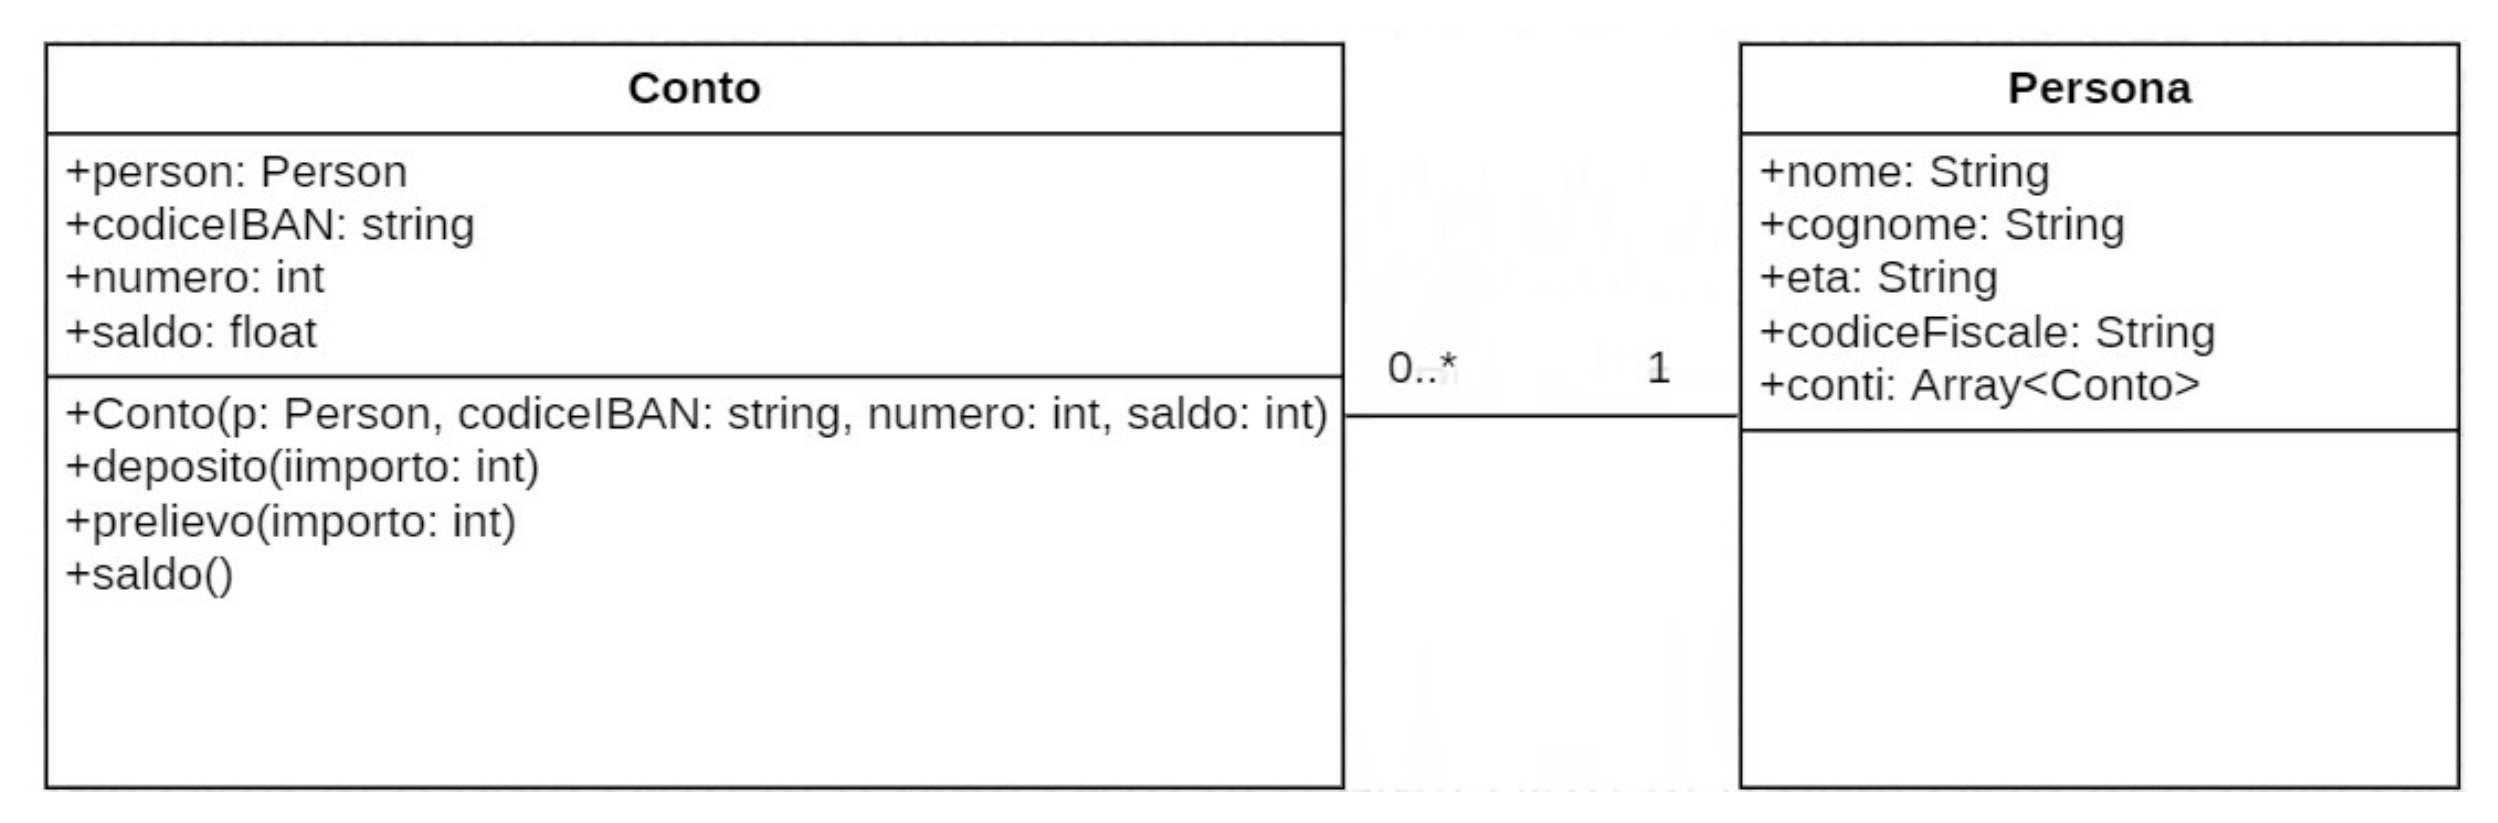 Conto
+person: Person
+codiceIBAN: string
+numero: int
+saldo: float
+Conto(p: Person, codiceIBAN: string, numero: int, saldo: int)
+deposito(iimporto: int)
+prelievo(importo: int)
+saldo()
0..*
1
Persona
+nome: String
+cognome: String
+eta: String
+codiceFiscale: String
+conti: Array<Conto>